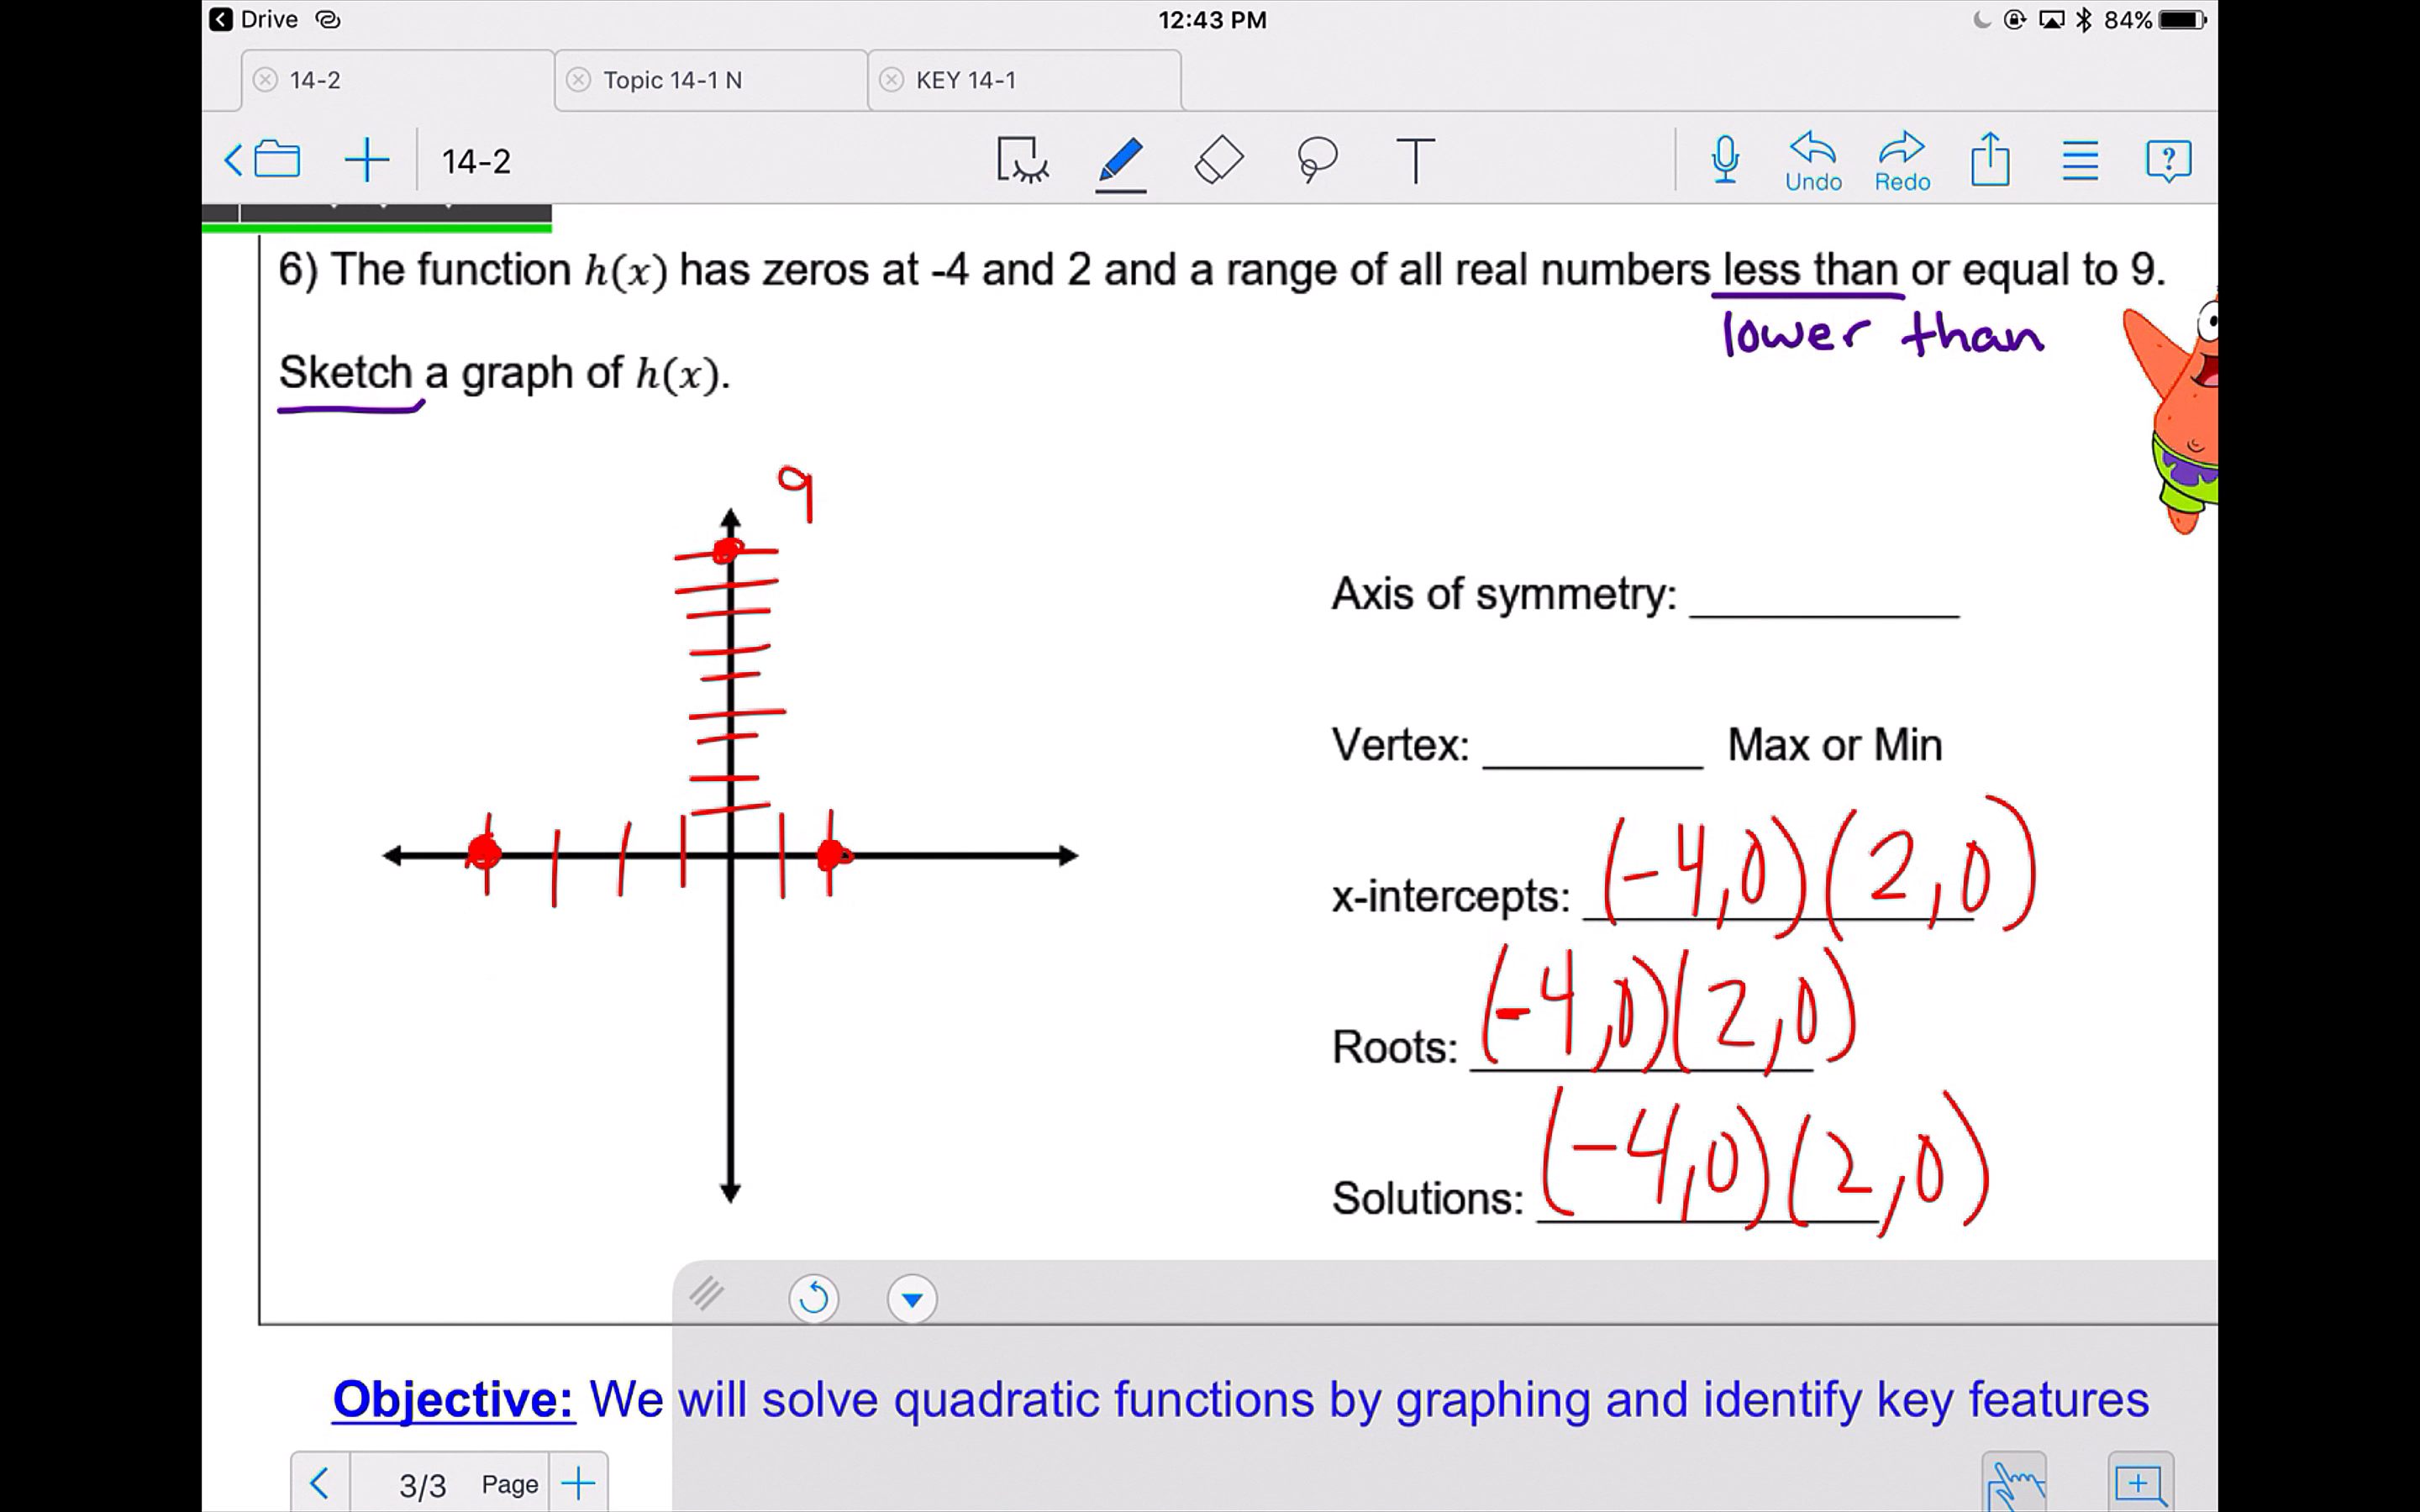 Drive 12:43 PM 84%
14-2 Topic 14-1 N KEY 14-1
14-2 T Undo Redo ?
6) The function h(x) has zeros at -4 and 2 and a range of all real numbers less than or equal to 9.
lower than
Sketch a graph of h(x).
9
Axis of symmetry: ____________
Vertex: __________ Max or Min
x-intercepts: (-4,0)(2,0)
Roots: (-4,0)(2,0)
Solutions: (-4,0)(2,0)
Objective: We will solve quadratic functions by graphing and identify key features
3/3 Page